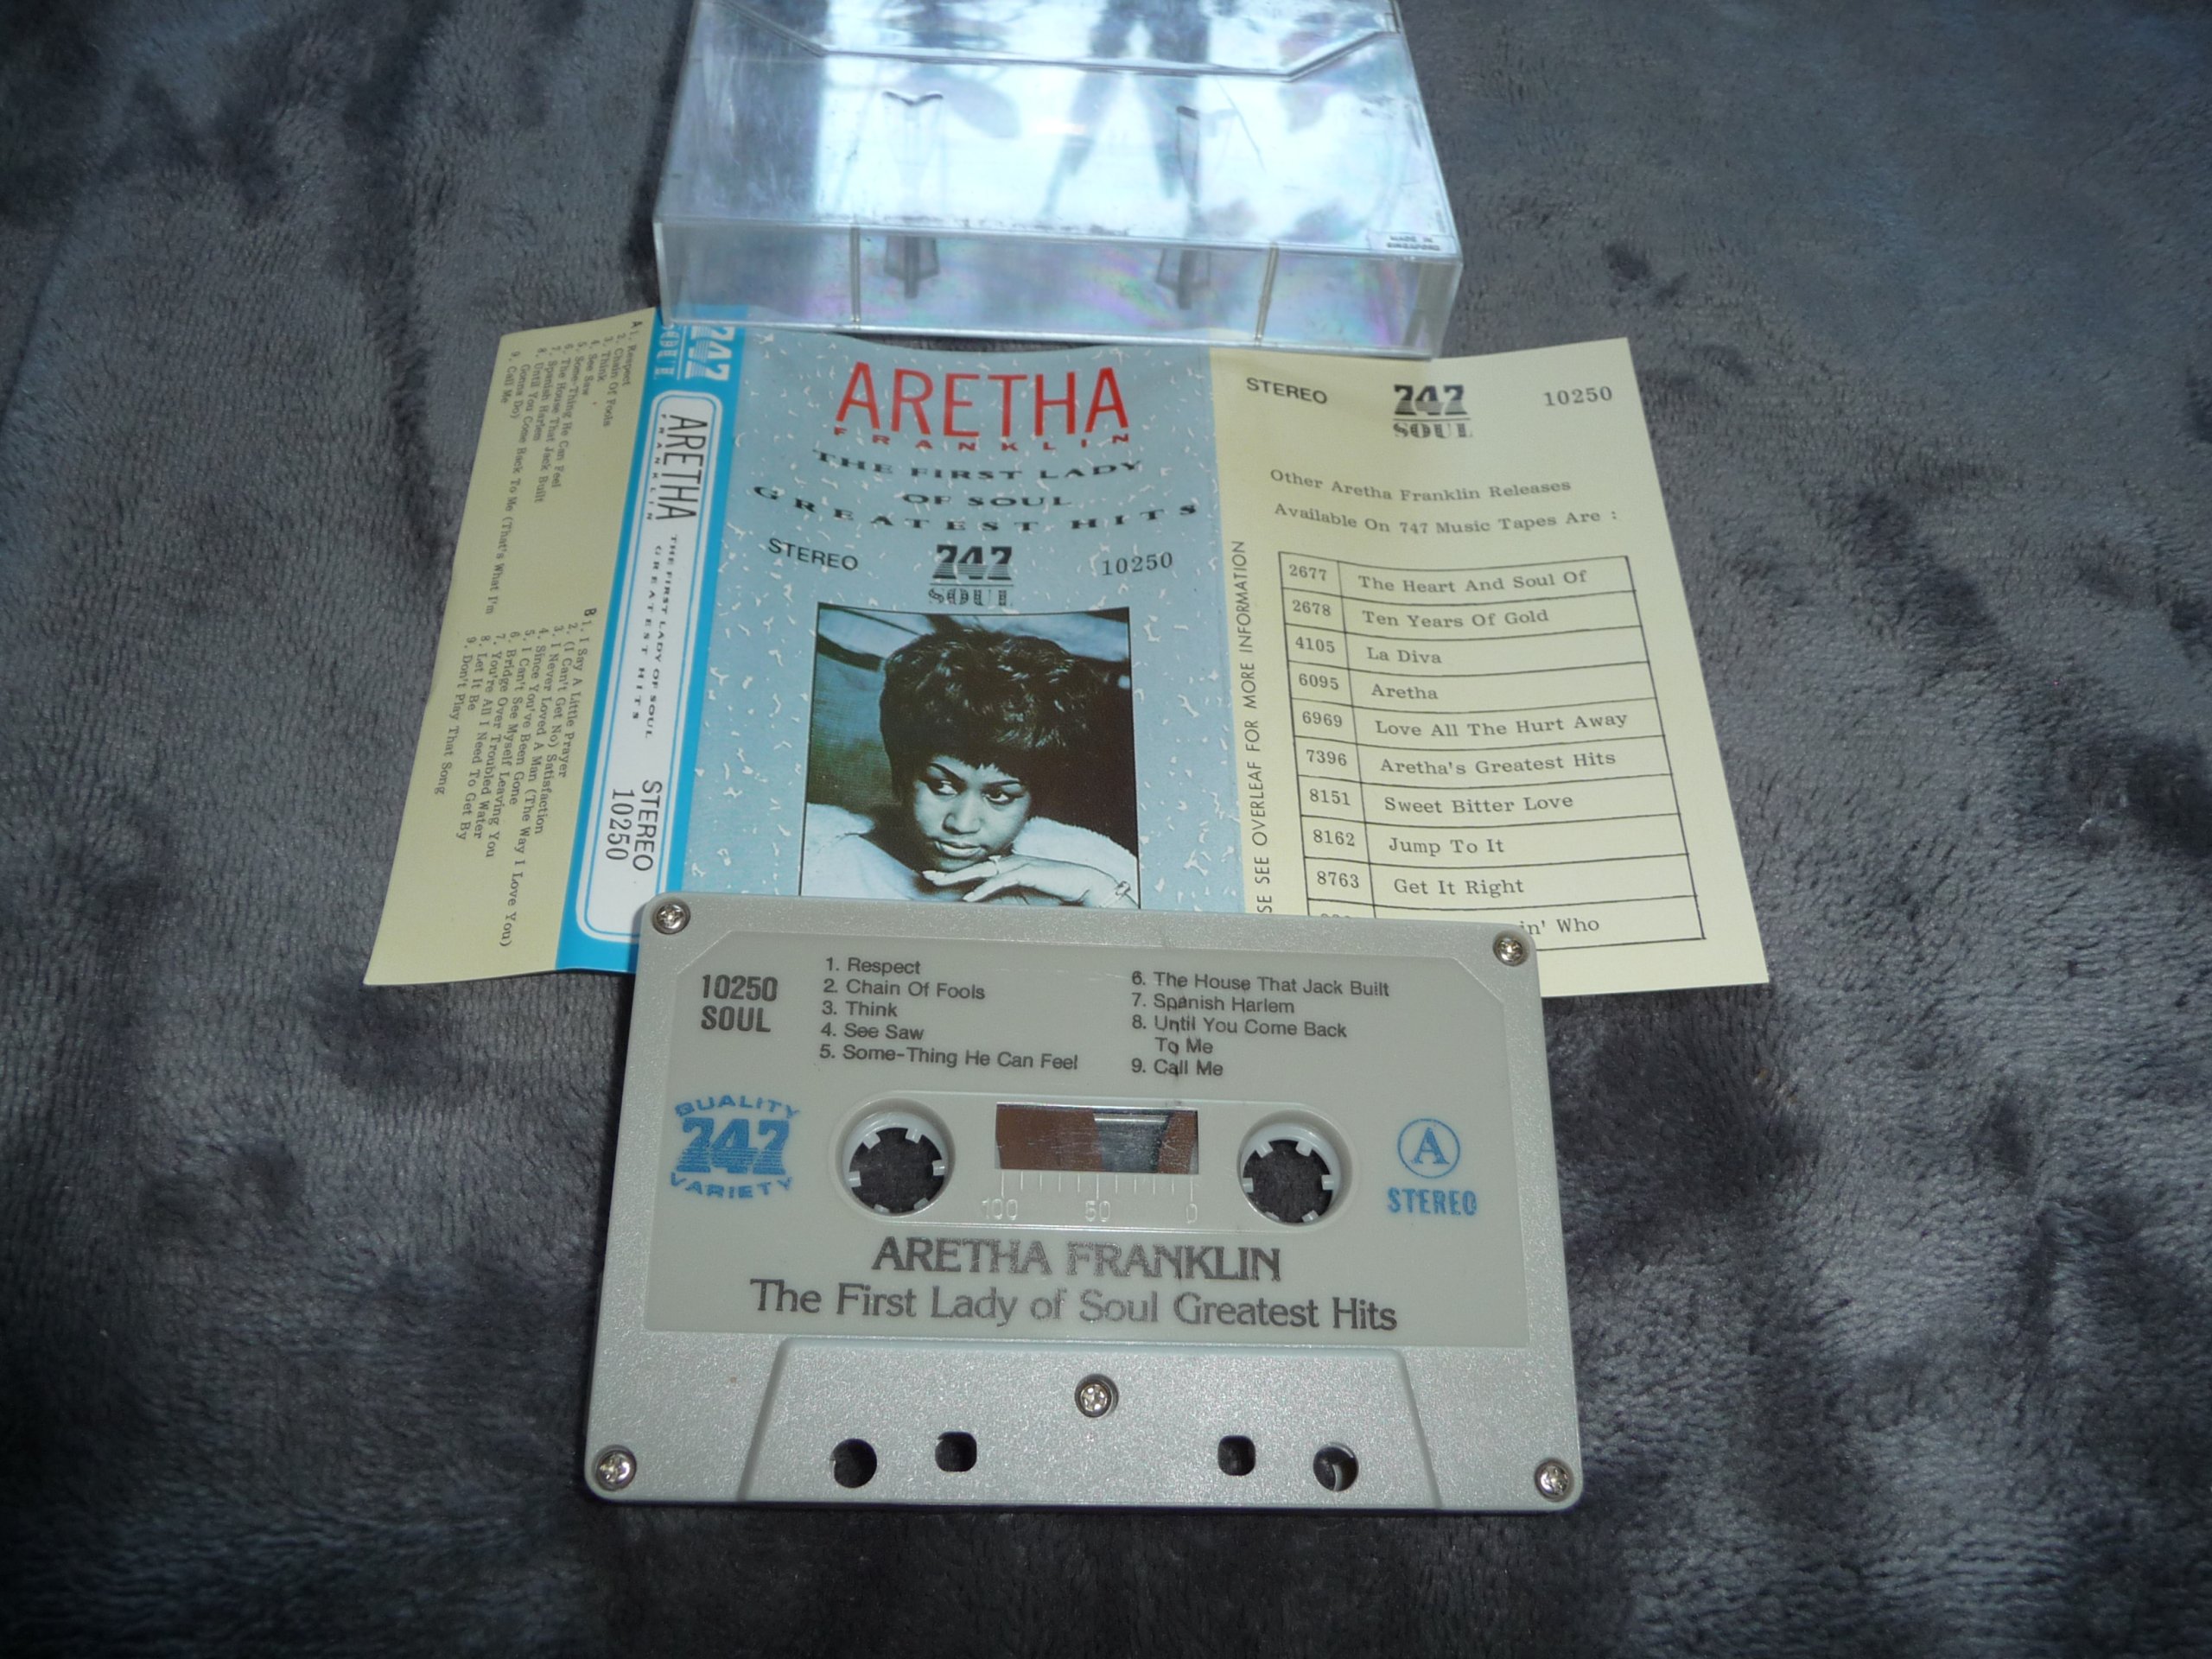 A 1. Respect
2. Chain Of Fools
3. Think
4. See Saw
5. Some-Thing He Can Feel
6. The House That Jack Built
7. Spanish Harlem
8. Until You Come Back To Me (That's What I'm
Gonna Do)
9. Call Me
B 1. I Say A Little Prayer
2. (I Can't Get No) Satisfaction
3. I Never Loved A Man (The Way I Love You)
4. Since You've Been Gone
5. I Can't See Myself Leaving You
6. Bridge Over Troubled Water
7. You're All I Need To Get By
8. Let It Be
9. Don't Play That Song
747
SOUL
ARETHA
FRANKLIN
THE FIRST LADY OF SOUL
GREATEST HITS
STEREO
10250
ARETHA
FRANKLIN
THE FIRST LADY
OF SOUL
GREATEST HITS
STEREO 747 10250
SOUL
STEREO 747 10250
SOUL
Other Aretha Franklin Releases
Available On 747 Music Tapes Are :
2677 The Heart And Soul Of
2678 Ten Years Of Gold
4105 La Diva
6095 Aretha
6969 Love All The Hurt Away
7396 Aretha's Greatest Hits
8151 Sweet Bitter Love
8162 Jump To It
8763 Get It Right
in' Who
SE SEE OVERLEAF FOR MORE INFORMATION
10250
SOUL
1. Respect
2. Chain Of Fools
3. Think
4. See Saw
5. Some-Thing He Can Feel
6. The House That Jack Built
7. Spanish Harlem
8. Until You Come Back
To Me
9. Call Me
QUALITY
747
VARIETY
100 50 0
A
STEREO
ARETHA FRANKLIN
The First Lady of Soul Greatest Hits